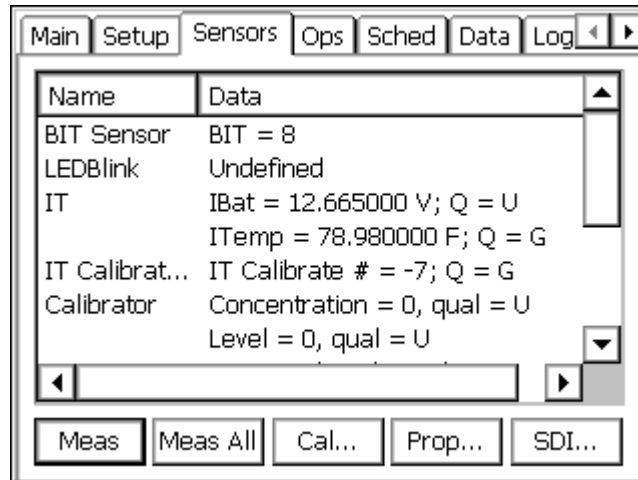 Main Setup Sensors Ops Sched Data Log
Name Data
BIT Sensor BIT = 8
LEDBlink Undefined
IT IBat = 12.665000 V; Q = U
ITemp = 78.980000 F; Q = G
IT Calibrat... IT Calibrate # = -7; Q = G
Calibrator Concentration = 0, qual = U
Level = 0, qual = U
Meas Meas All Cal... Prop... SDI...